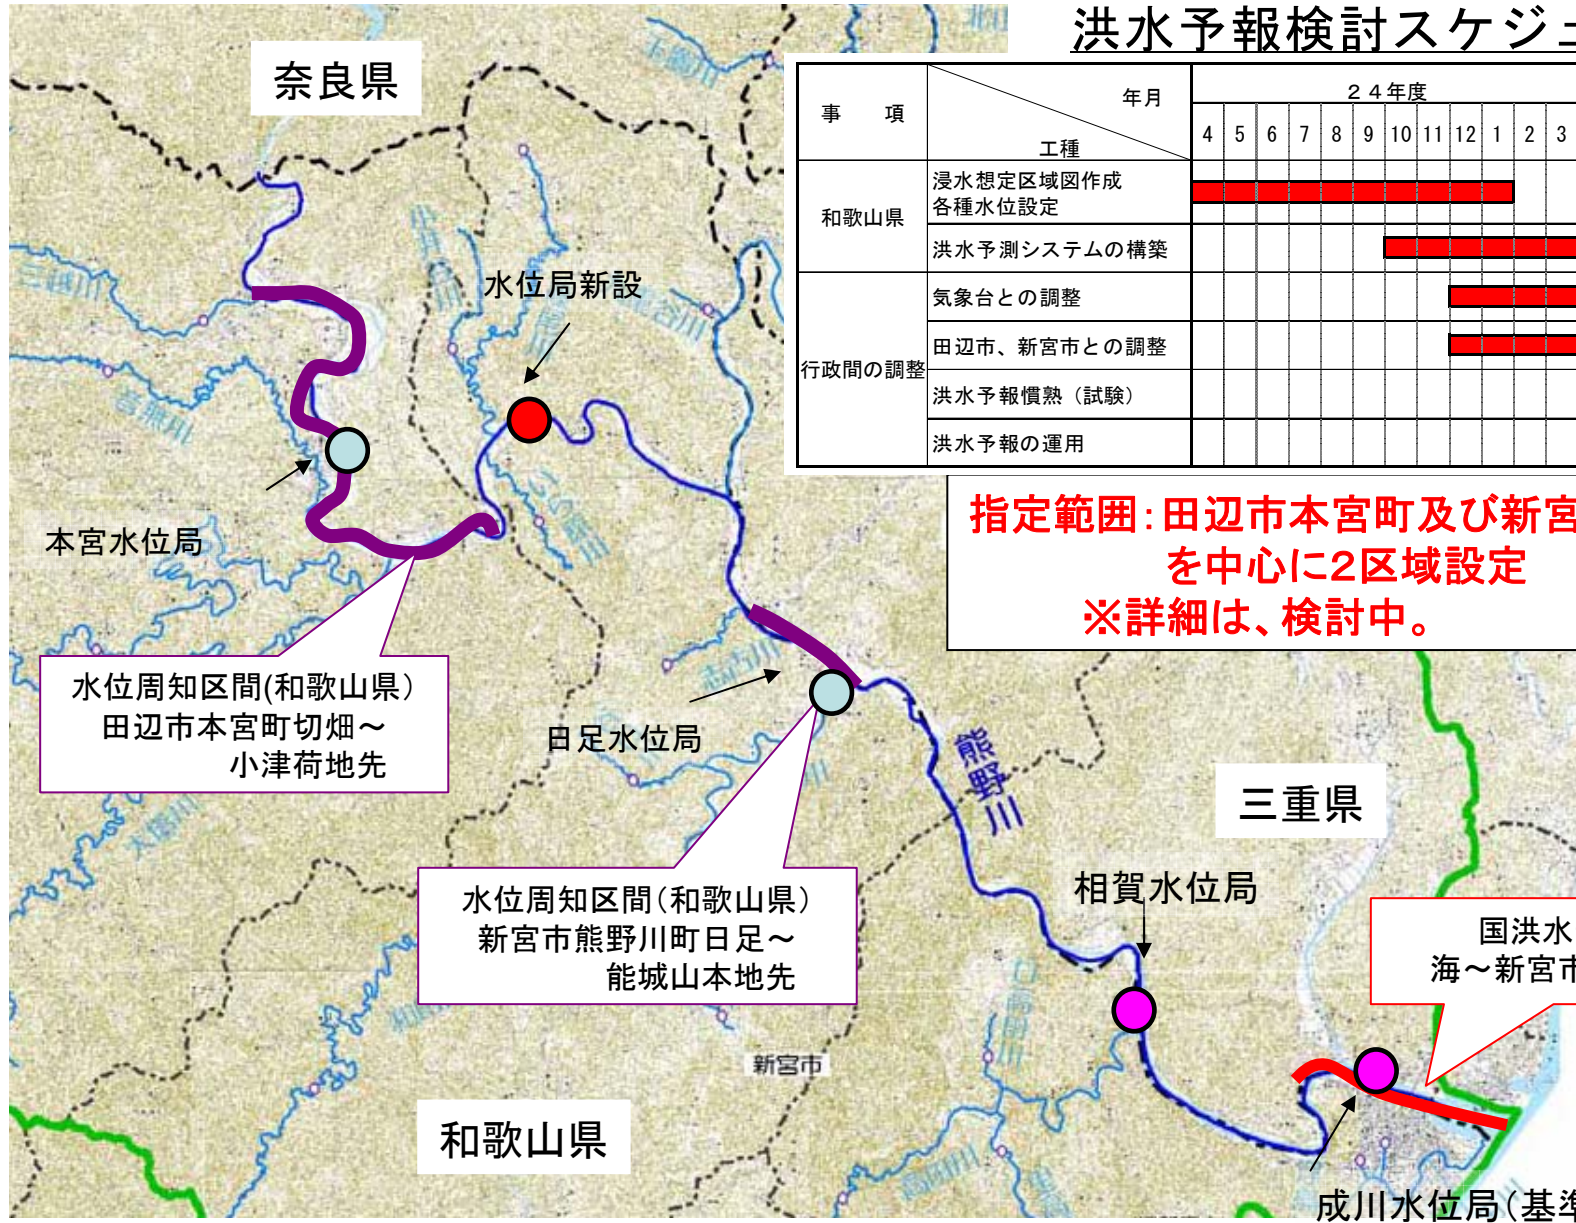 洪水予報検討スケジュ
事　項
年月
工種
２４年度
4 5 6 7 8 9 10 11 12 1 2 3
和歌山県
浸水想定区域図作成
各種水位設定
洪水予測システムの構築
行政間の調整
気象台との調整
田辺市、新宮市との調整
洪水予報慣熟（試験）
洪水予報の運用
指定範囲：田辺市本宮町及び新宮
を中心に2区域設定
※詳細は、検討中。
奈良県
水位局新設
本宮水位局
水位周知区間(和歌山県）
田辺市本宮町切畑～
小津荷地先
日足水位局
熊野川
三重県
水位周知区間（和歌山県）
新宮市熊野川町日足～
能城山本地先
相賀水位局
国洪水
海～新宮市
新宮市
和歌山県
成川水位局（基準